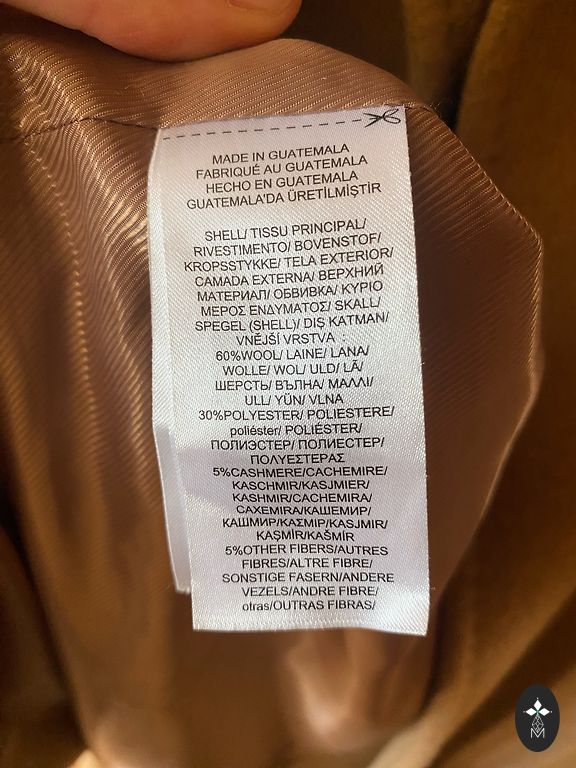 MADE IN GUATEMALA
FABRIQUÉ AU GUATEMALA
HECHO EN GUATEMALA
GUATEMALA'DA ÜRETİLMİŞTİR
SHELL/ TISSU PRINCIPAL/
RIVESTIMENTO/ BOVENSTOF/
KROPSSTYKKE/ TELA EXTERIOR/
CAMADA EXTERNA/ ВЕРХНИЙ
МАТЕРИАЛ/ ОБВИВКА/ ΚΥΡΙΟ
ΜΕΡΟΣ ΕΝΔΥΜΑΤΟΣ/ SKALL/
SPEGEL (SHELL)/ DIŞ KATMAN/
VNĚJŠÍ VRSTVA :
60%WOOL/ LAINE/ LANA/
WOLLE/ WOL/ ULD/ LÃ/
ШЕРСТЬ/ ВЪЛНА/ ΜΑΛΛΙ/
ULL/ YÜN/ VLNA
30%POLYESTER/ POLIESTERE/
poliéster/ POLIÉSTER/
ПОЛИЭСТЕР/ ПОЛИЕСТЕР/
ΠΟΛΥΕΣΤΕΡΑΣ
5%CASHMERE/CACHEMIRE/
KASCHMIR/KASJMIER/
KASHMIR/CACHEMIRA/
CAXEMIRA/КАШЕМИР/
КАШМИР/ΚΑΣΜΙΡ/KASJMIR/
KAŞMİR/KAŠMÍR
5%OTHER FIBERS/AUTRES
FIBRES/ALTRE FIBRE/
SONSTIGE FASERN/ANDERE
VEZELS/ANDRE FIBRE/
otras/OUTRAS FIBRAS/
M